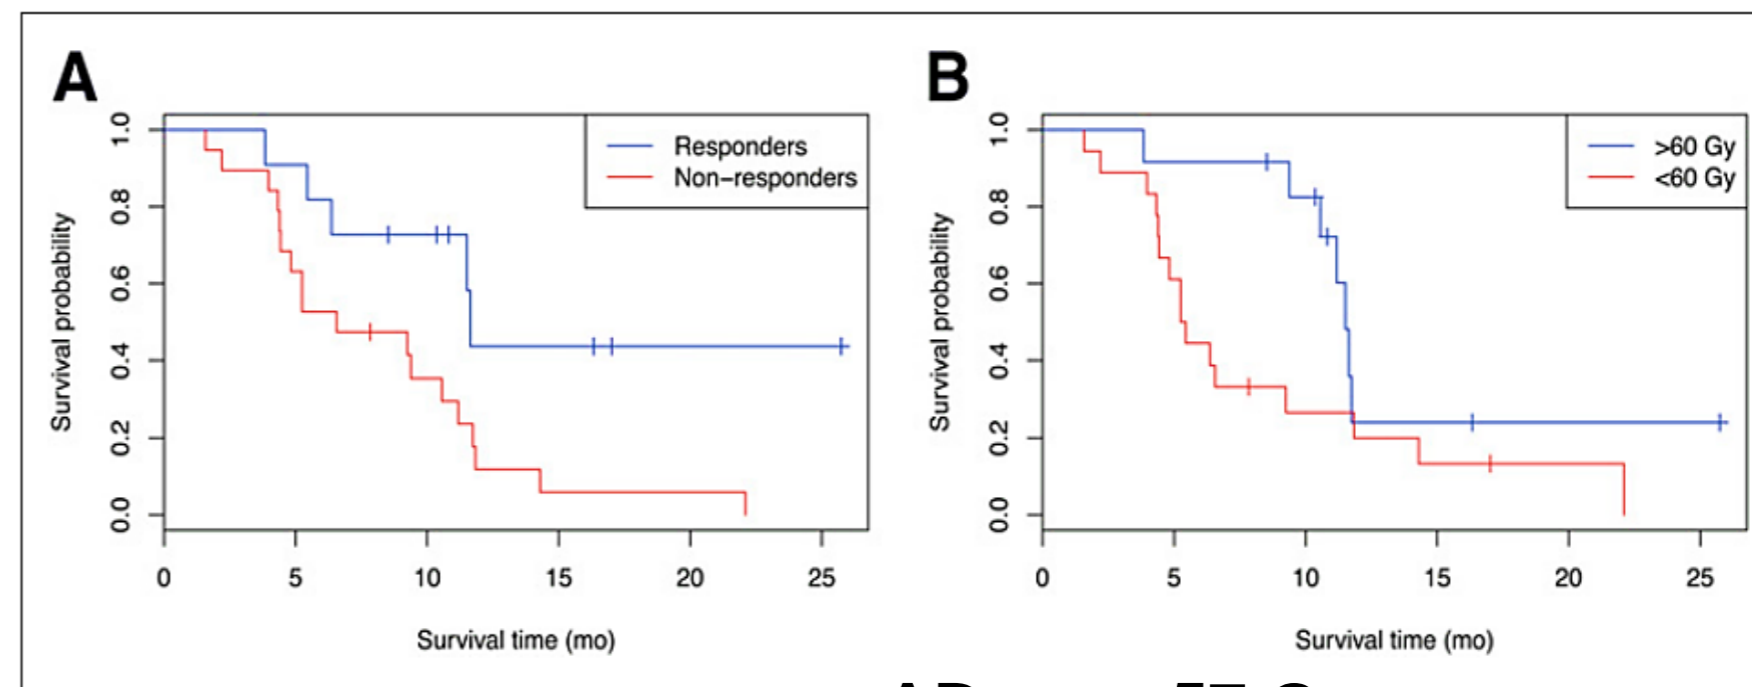 A
Survival probability
1.0
0.8
0.6
0.4
0.2
0.0
Responders
Non-responders
0 5 10 15 20 25
Survival time (mo)
B
Survival probability
1.0
0.8
0.6
0.4
0.2
0.0
>60 Gy
<60 Gy
0 5 10 15 20 25
Survival time (mo)